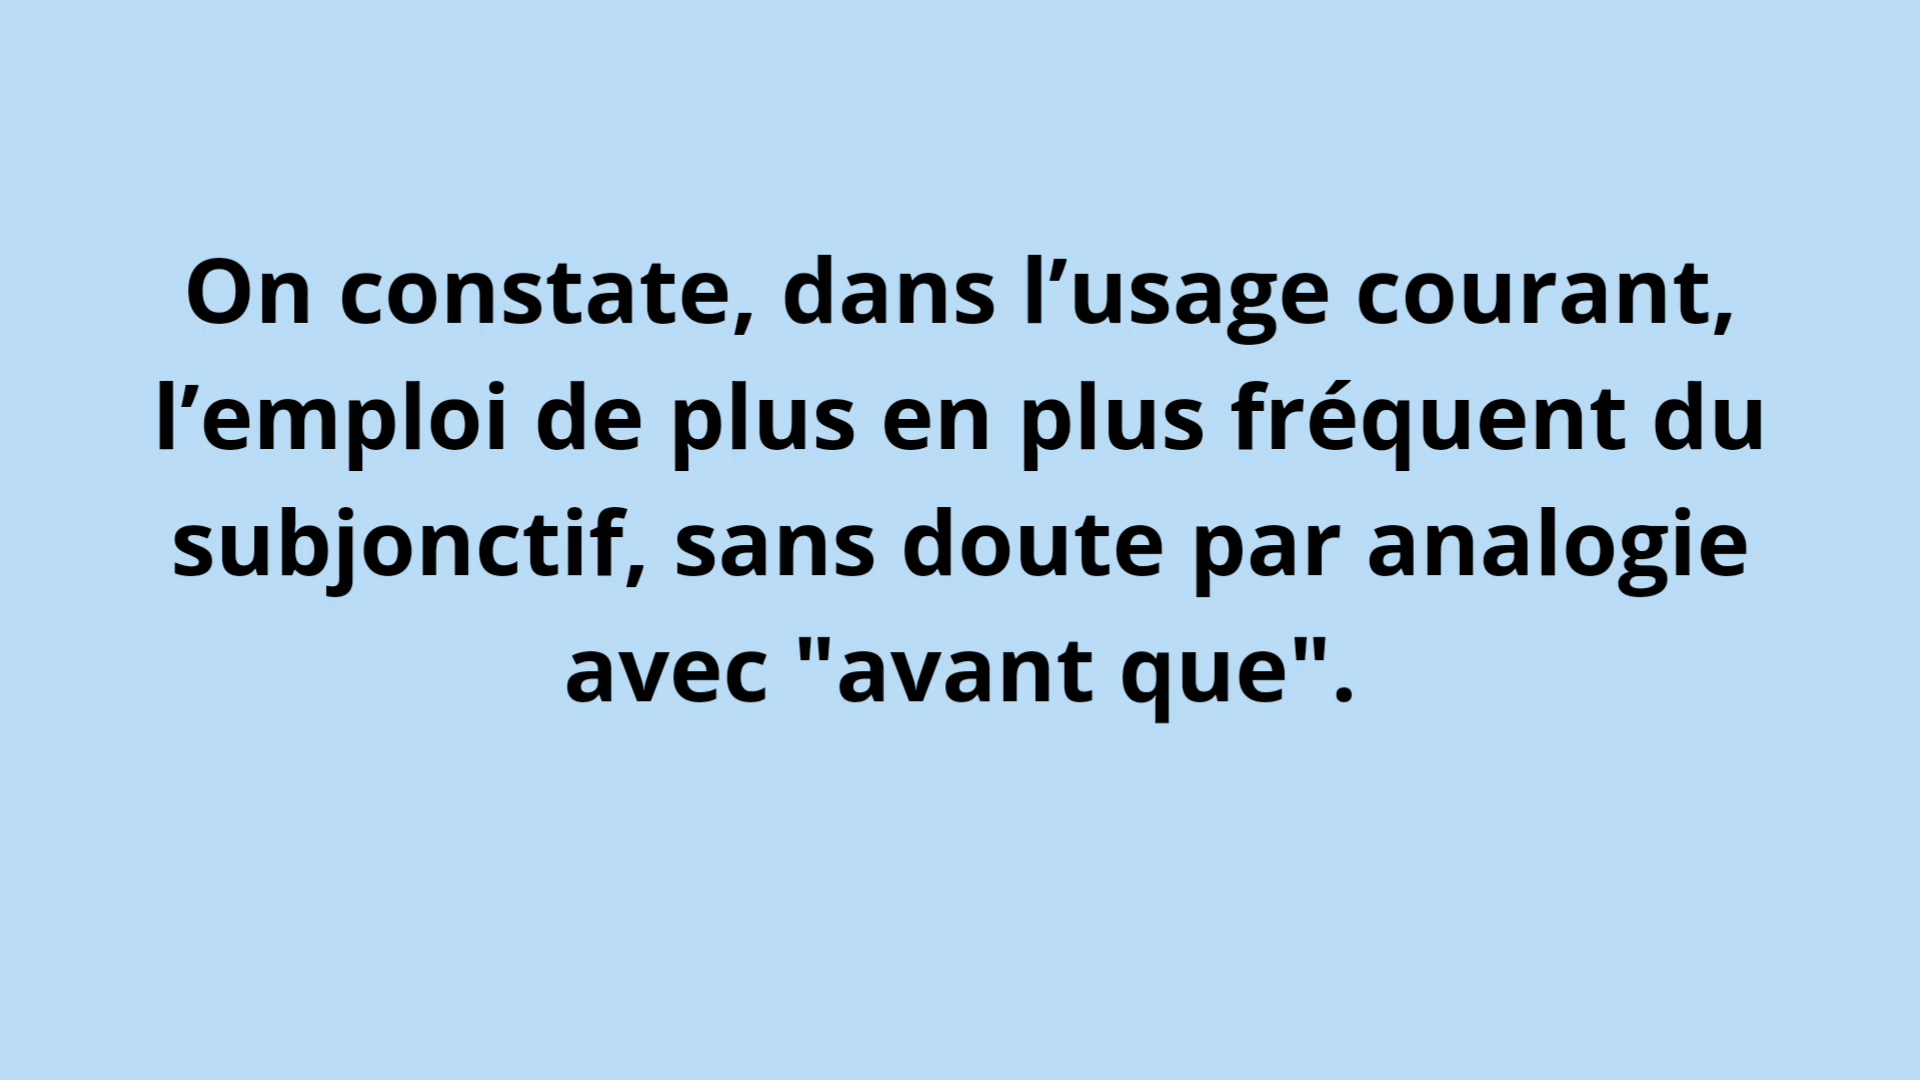 On constate, dans l’usage courant,
l’emploi de plus en plus fréquent du
subjonctif, sans doute par analogie
avec "avant que".